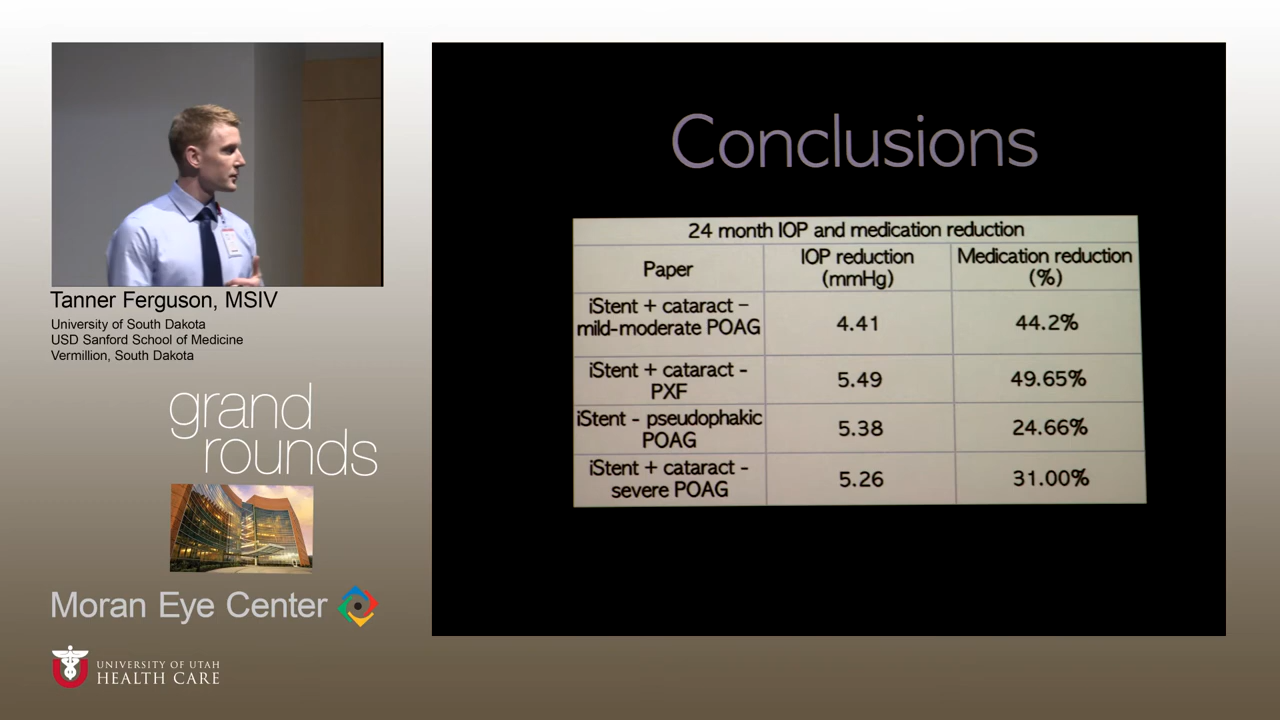 Tanner Ferguson, MSIV
University of South Dakota
USD Sanford School of Medicine
Vermillion, South Dakota
grand
rounds
Moran Eye Center
UNIVERSITY OF UTAH
HEALTH CARE
Conclusions
24 month IOP and medication reduction
Paper
IOP reduction
(mmHg)
Medication reduction
(%)
iStent + cataract –
mild-moderate POAG
4.41
44.2%
iStent + cataract -
PXF
5.49
49.65%
iStent - pseudophakic
POAG
5.38
24.66%
iStent + cataract -
severe POAG
5.26
31.00%